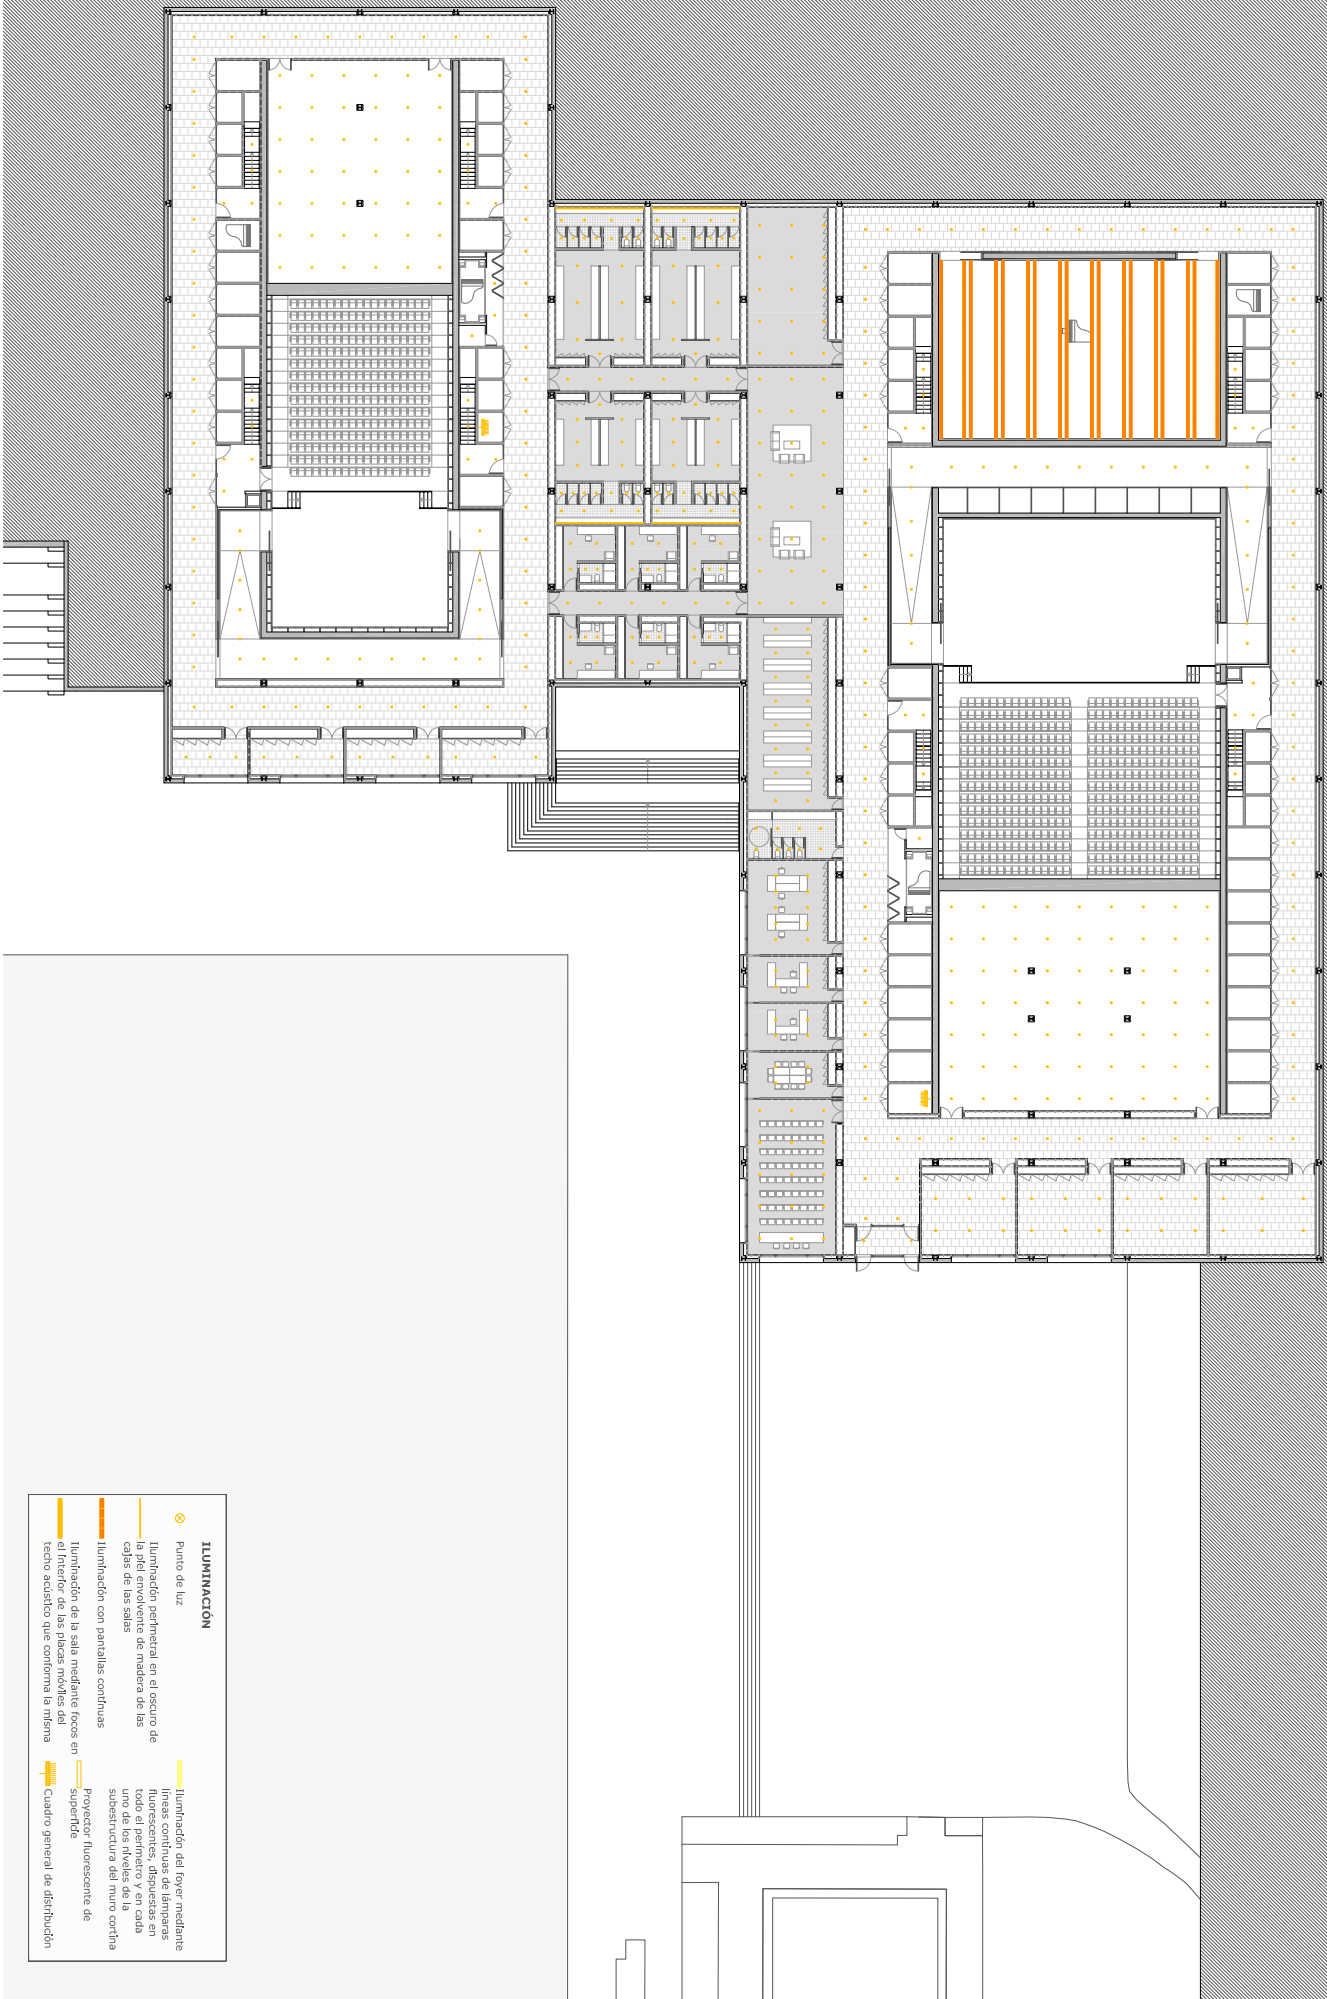 ILUMINACIÓN
Punto de luz
Iluminación perimetral en el oscuro de
la piel envolvente de madera de las
cajas de las salas
Iluminación con pantallas continuas
Iluminación de la sala mediante focos en
el interior de las placas móviles del
techo acústico que conforma la misma
Iluminación del foyer mediante
líneas continuas de lámparas
fluorescentes, dispuestas en
todo el perímetro y en cada
uno de los niveles de la
subestructura del muro cortina
Proyector fluorescente de
superficie
Cuadro general de distribución